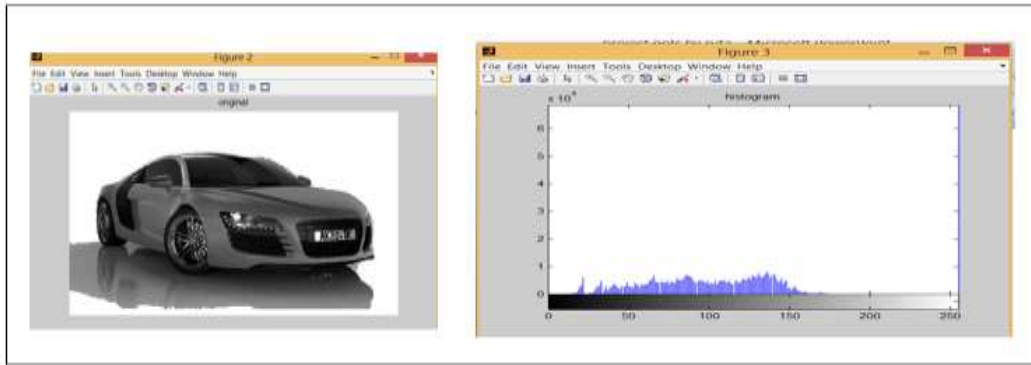 Figure 2
File Edit View Insert Tools Desktop Window Help
original
Figure 3
File Edit View Insert Tools Desktop Window Help
histogram
x 10
6
5
4
3
2
1
0
0 50 100 150 200 250